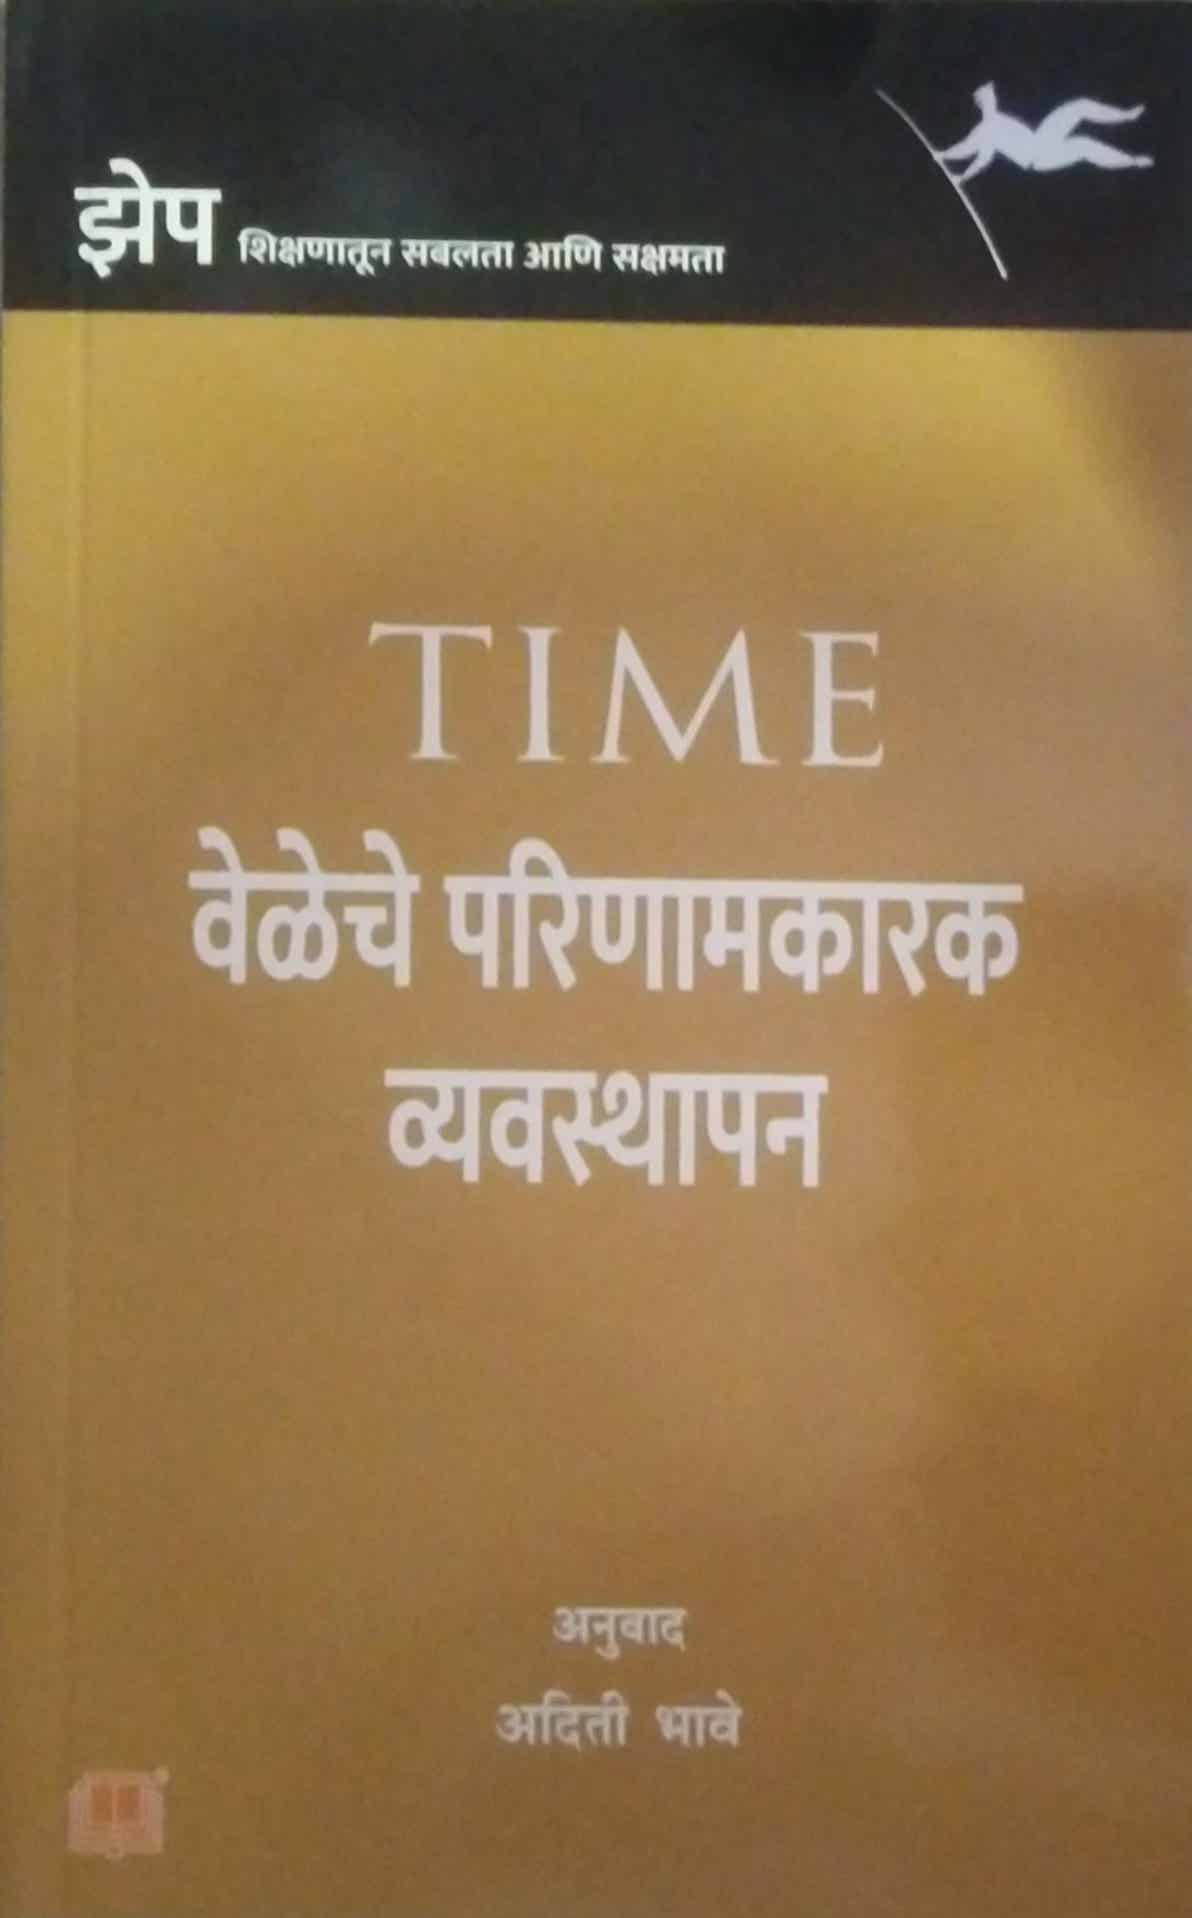 झेप शिक्षणातून सबलता आणि सक्षमता
TIME
वेळेचे परिणामकारक
व्यवस्थापन
अनुवाद
अदिती भावे